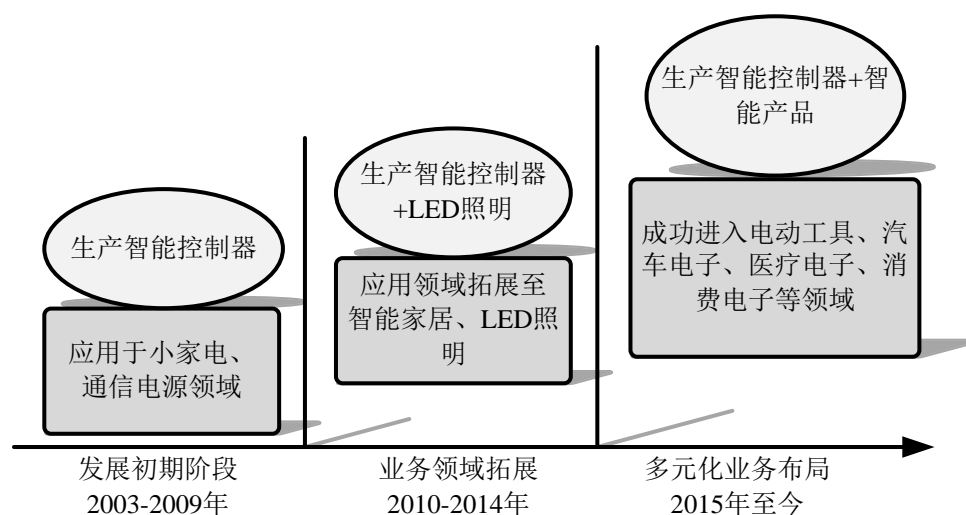 生产智能控制器
应用于小家电、
通信电源领域
发展初期阶段
2003-2009年
生产智能控制器
+LED照明
应用领域拓展至
智能家居、LED照
明
业务领域拓展
2010-2014年
生产智能控制器+智
能产品
成功进入电动工具、汽
车电子、医疗电子、消
费电子等领域
多元化业务布局
2015年至今